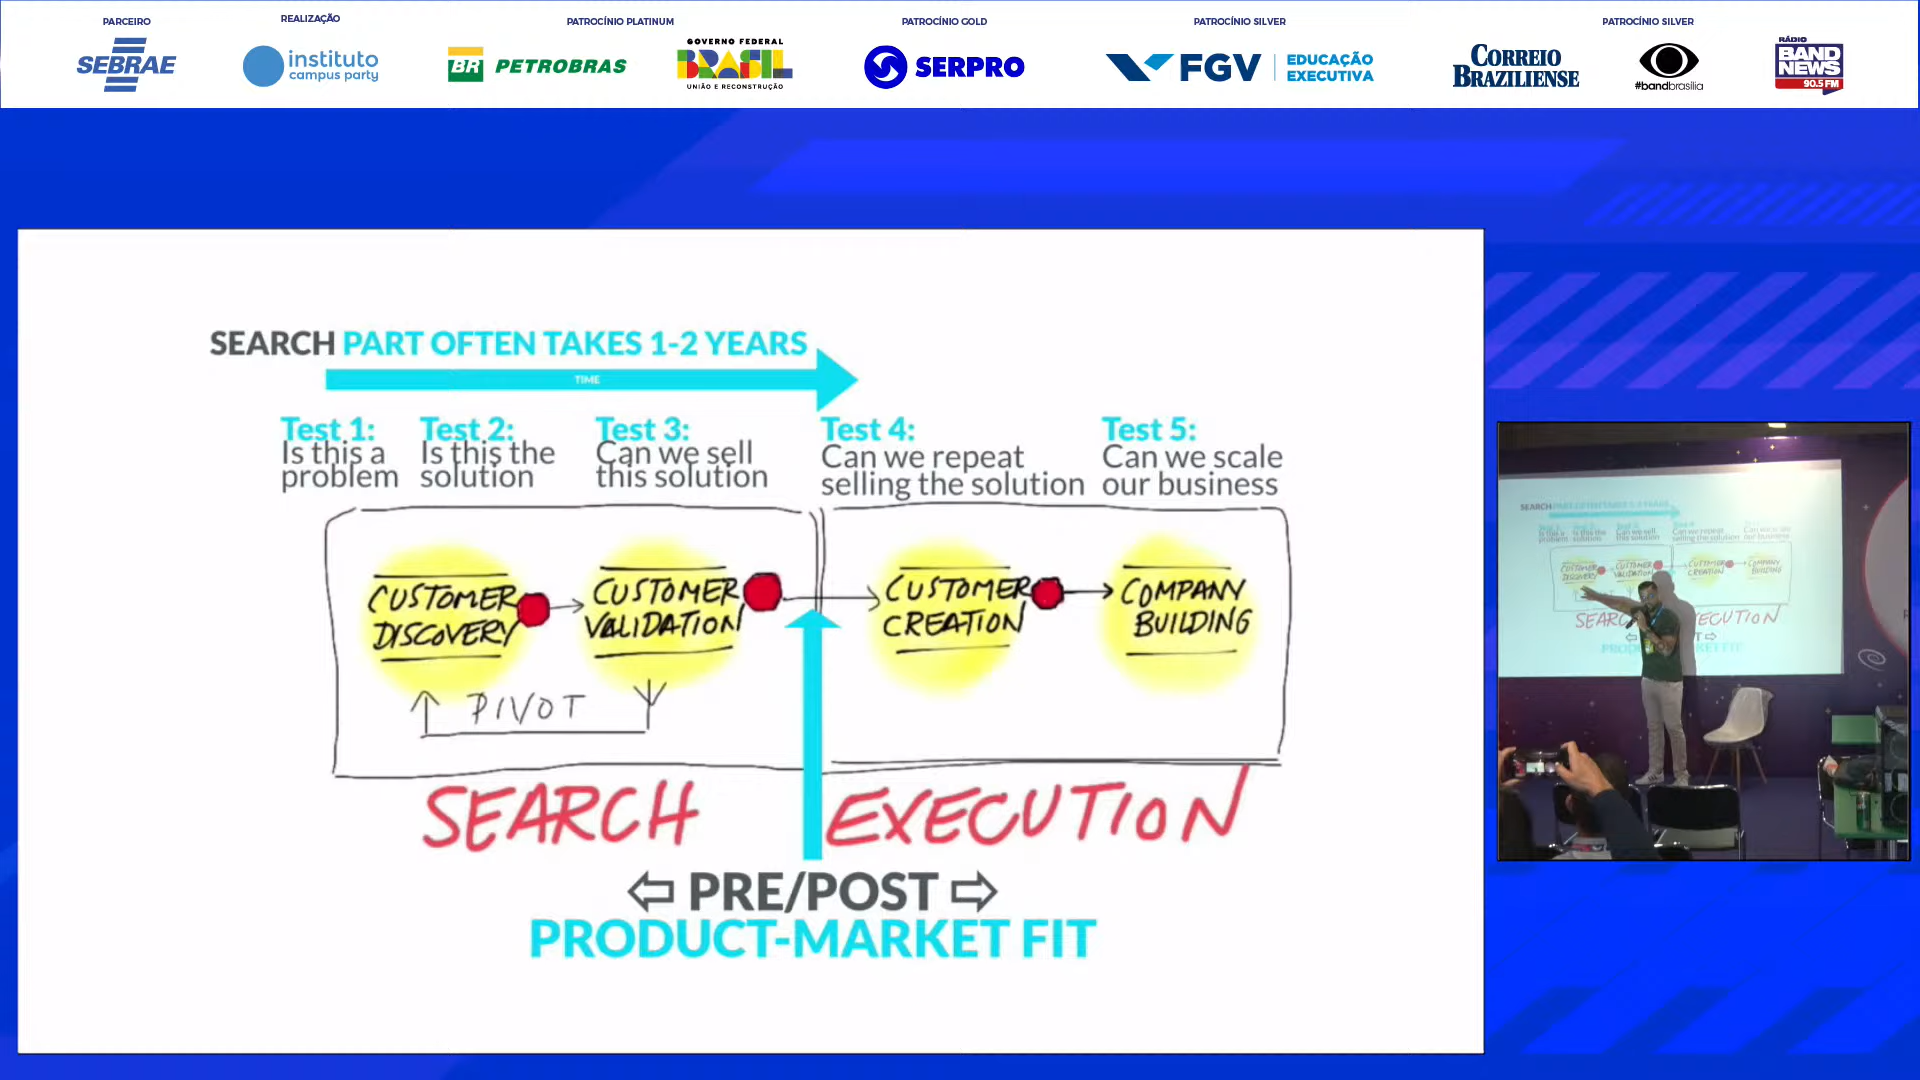 PARCEIRO
SEBRAE
REALIZAÇÃO
instituto
campus party
PATROCÍNIO PLATINUM
BR PETROBRAS
GOVERNO FEDERAL
BRASIL
UNIÃO E RECONSTRUÇÃO
PATROCÍNIO GOLD
SERPRO
PATROCÍNIO SILVER
FGV EDUCAÇÃO
EXECUTIVA
PATROCÍNIO SILVER
CORREIO
BRAZILIENSE
#bandbrasília
RÁDIO
BAND
NEWS
90.5 FM
SEARCH PART OFTEN TAKES 1-2 YEARS
TIME
Test 1:
Is this a
problem
Test 2:
Is this the
solution
Test 3:
Can we sell
this solution
Test 4:
Can we repeat
selling the solution
Test 5:
Can we scale
our business
CUSTOMER
DISCOVERY
CUSTOMER
VALIDATION
CUSTOMER
CREATION
COMPANY
BUILDING
PIVOT
SEARCH EXECUTION
PRE/POST
PRODUCT-MARKET FIT